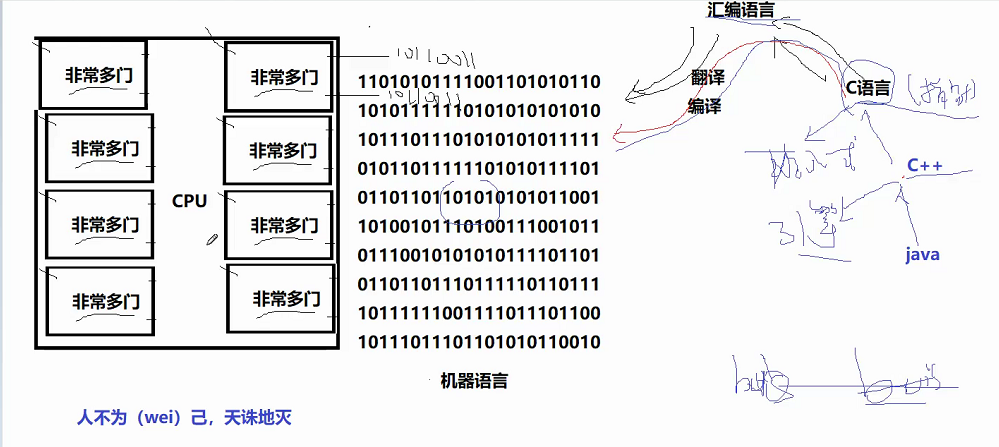 汇编语言
非常多门 非常多门 10110011
11010101111001101010110 翻译 C语言
10110011
10101111110101010101010 编译
10111011101010101011111
非常多门 非常多门
01011011111101010111101
C++
CPU 01101101101010101011001
非常多门 非常多门
10100101110100111001011
01110010101010111101101 java
01101101110111110110111
非常多门 非常多门
10111111001111011101100
10111011101101010110010
机器语言
人不为（wei）己，天诛地灭